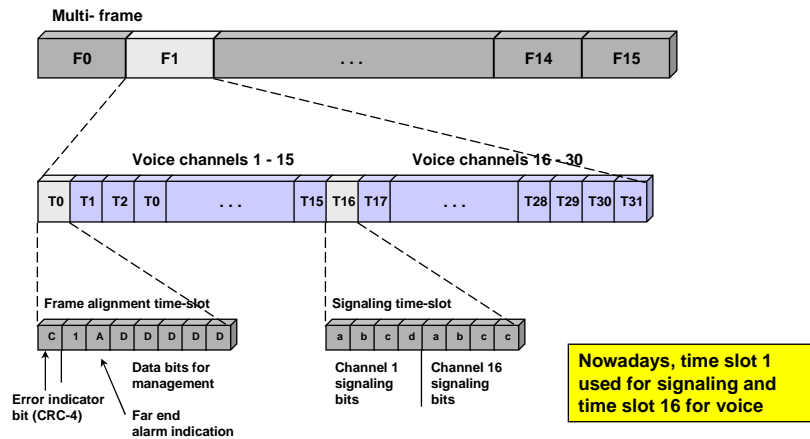 Multi- frame
F0 F1 . . . F14 F15
Voice channels 1 - 15 Voice channels 16 - 30
T0 T1 T2 T0 . . . T15 T16 T17 . . . T28 T29 T30 T31
Frame alignment time-slot
C 1 A D D D D D
Error indicator
bit (CRC-4)
Data bits for
management
Far end
alarm indication
Signaling time-slot
a b c d a b c c
Channel 1
signaling
bits
Channel 16
signaling
bits
Nowadays, time slot 1
used for signaling and
time slot 16 for voice